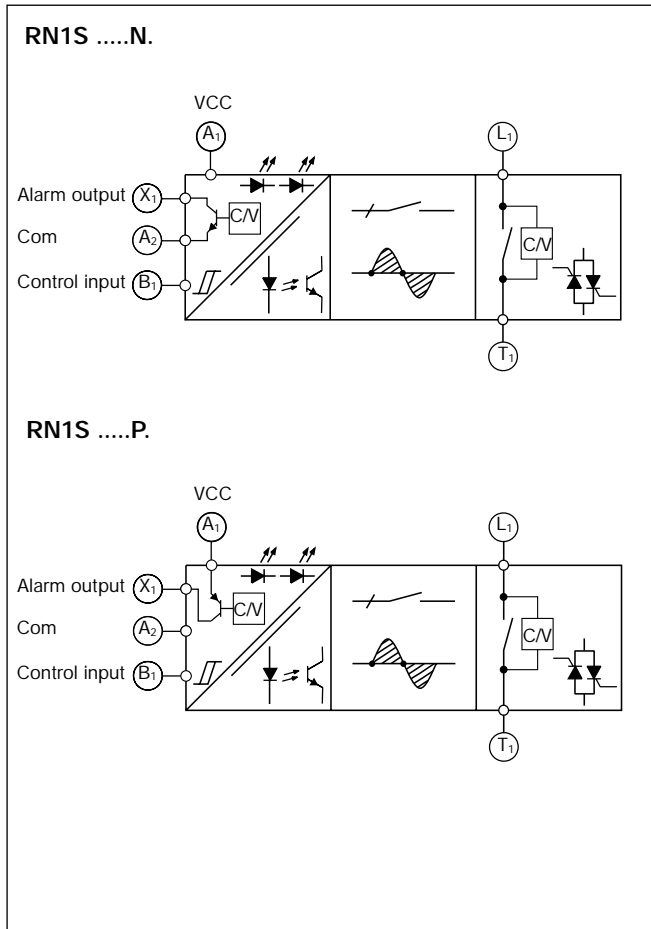 RN1S .....N.
VCC
A1
L1
Alarm output X1
C/V
Com A2
C/V
Control input B1
T1
RN1S .....P.
VCC
A1
L1
Alarm output X1
C/V
Com A2
C/V
Control input B1
T1